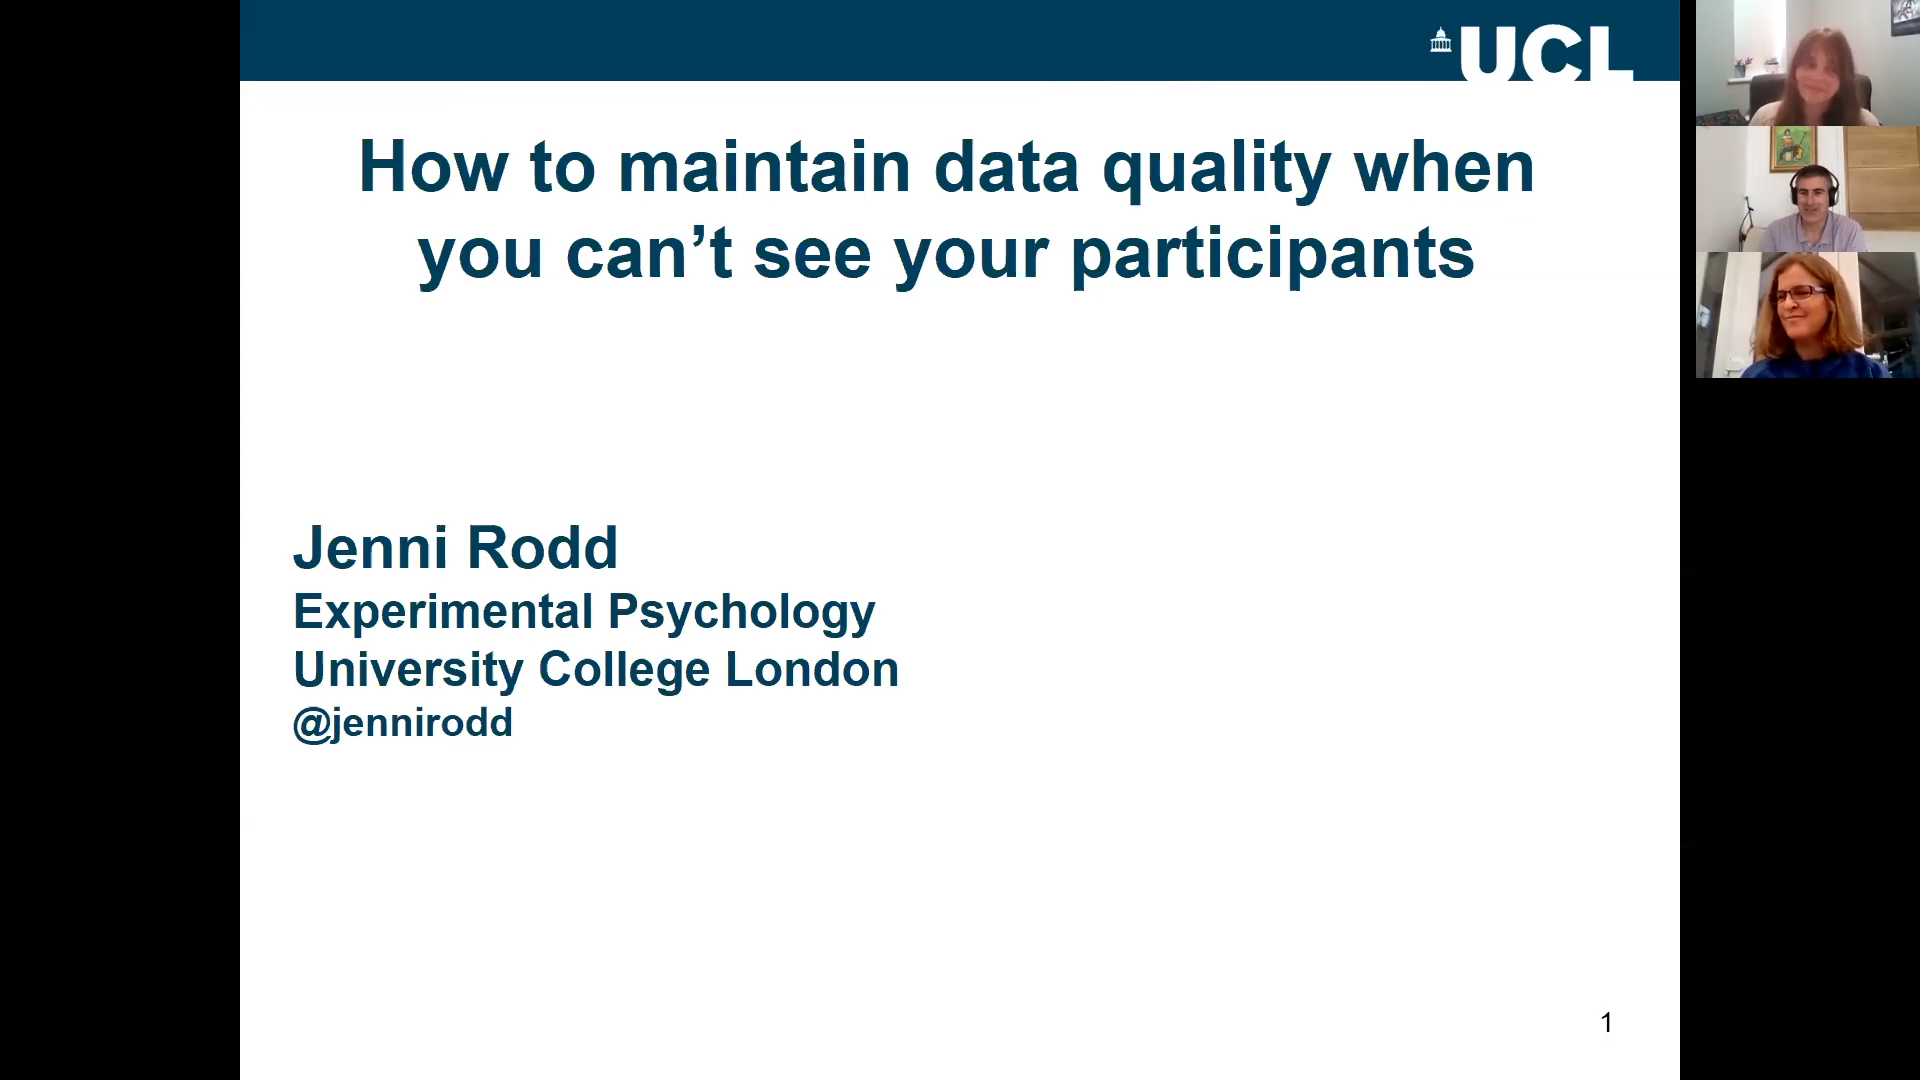 UCL
How to maintain data quality when
you can’t see your participants
Jenni Rodd
Experimental Psychology
University College London
@jennirodd
1